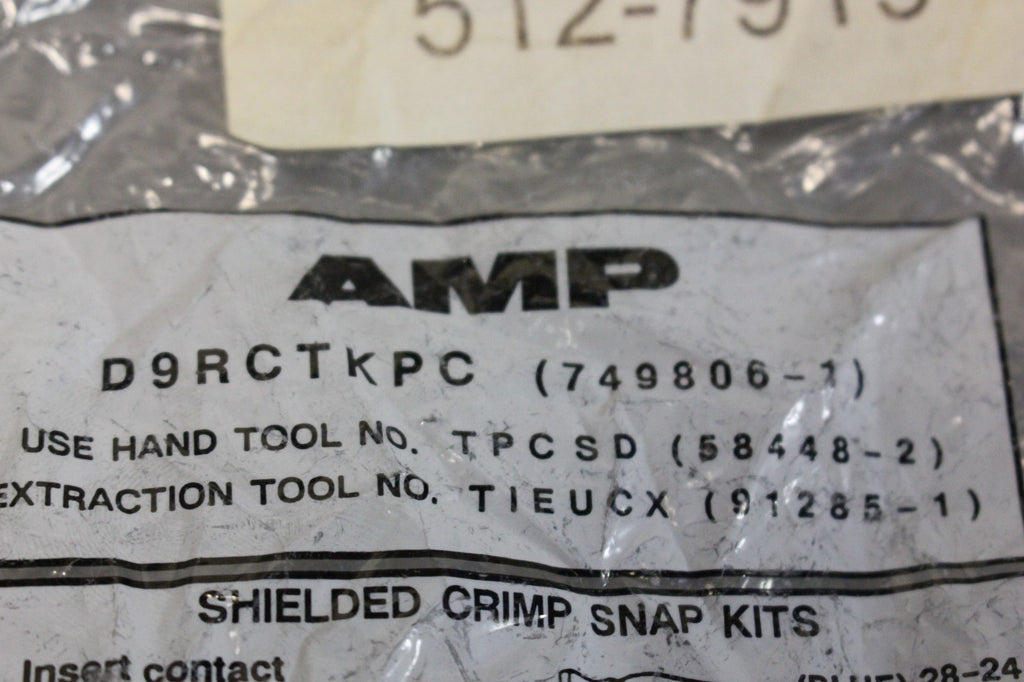 512-7915
AMP
D9RCTKPC (749806-1)
USE HAND TOOL NO. TPCSD (58448-2)
EXTRACTION TOOL NO. TIEUCX (91285-1)
SHIELDED CRIMP SNAP KITS
Insert contact
(BLUE) 28-24